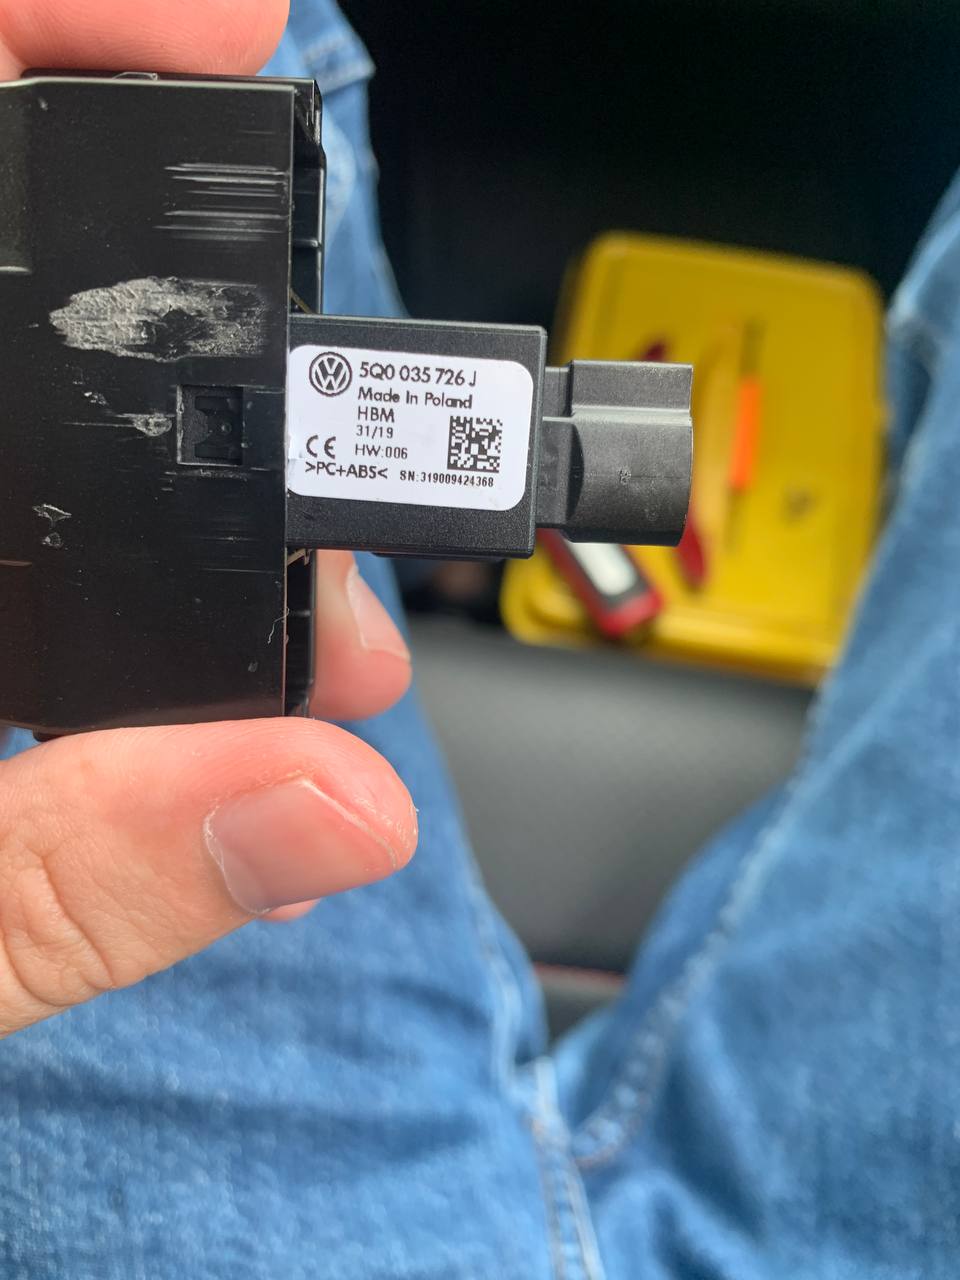 5Q0 035 726 J
Made In Poland
HBM
31/19
CE HW:006
>PC+ABS< SN:319009424368